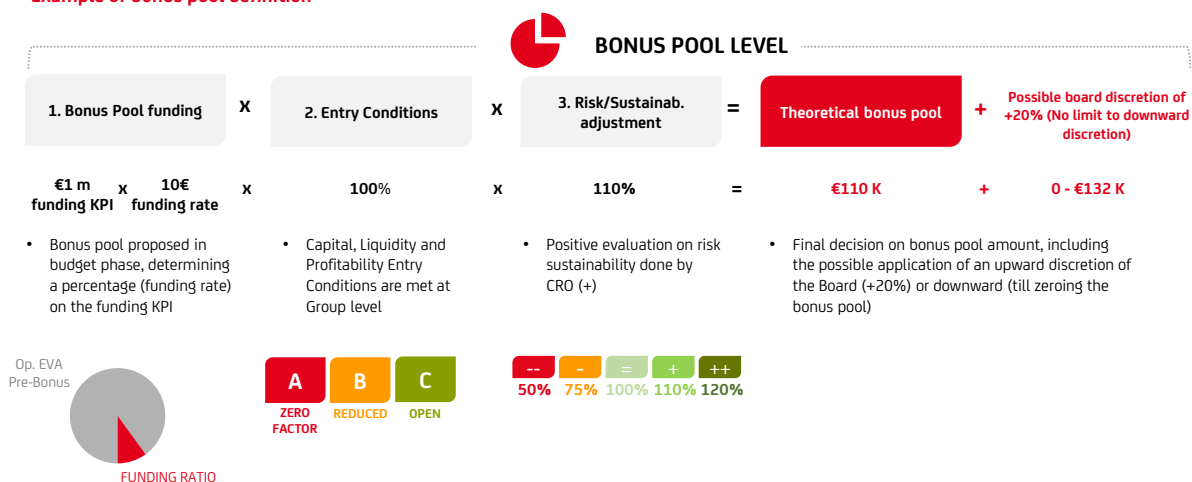 Example of bonus pool definition
BONUS POOL LEVEL
1. Bonus Pool funding
x
2. Entry Conditions
x
3. Risk/Sustainab.
adjustment
=
Theoretical bonus pool
+
Possible board discretion of
+20% (No limit to downward
discretion)
€1 m
funding KPI
x
10€
funding rate
x
100%
x
110%
=
€110 K
+
0 - €132 K
• Bonus pool proposed in
budget phase, determining
a percentage (funding rate)
on the funding KPI
• Capital, Liquidity and
Profitability Entry
Conditions are met at
Group level
• Positive evaluation on risk
sustainability done by
CRO (+)
• Final decision on bonus pool amount, including
the possible application of an upward discretion of
the Board (+20%) or downward (till zeroing the
bonus pool)
Op. EVA
Pre-Bonus
FUNDING RATIO
A
B
C
ZERO
FACTOR
REDUCED
OPEN
-- - = + ++
50% 75% 100% 110% 120%